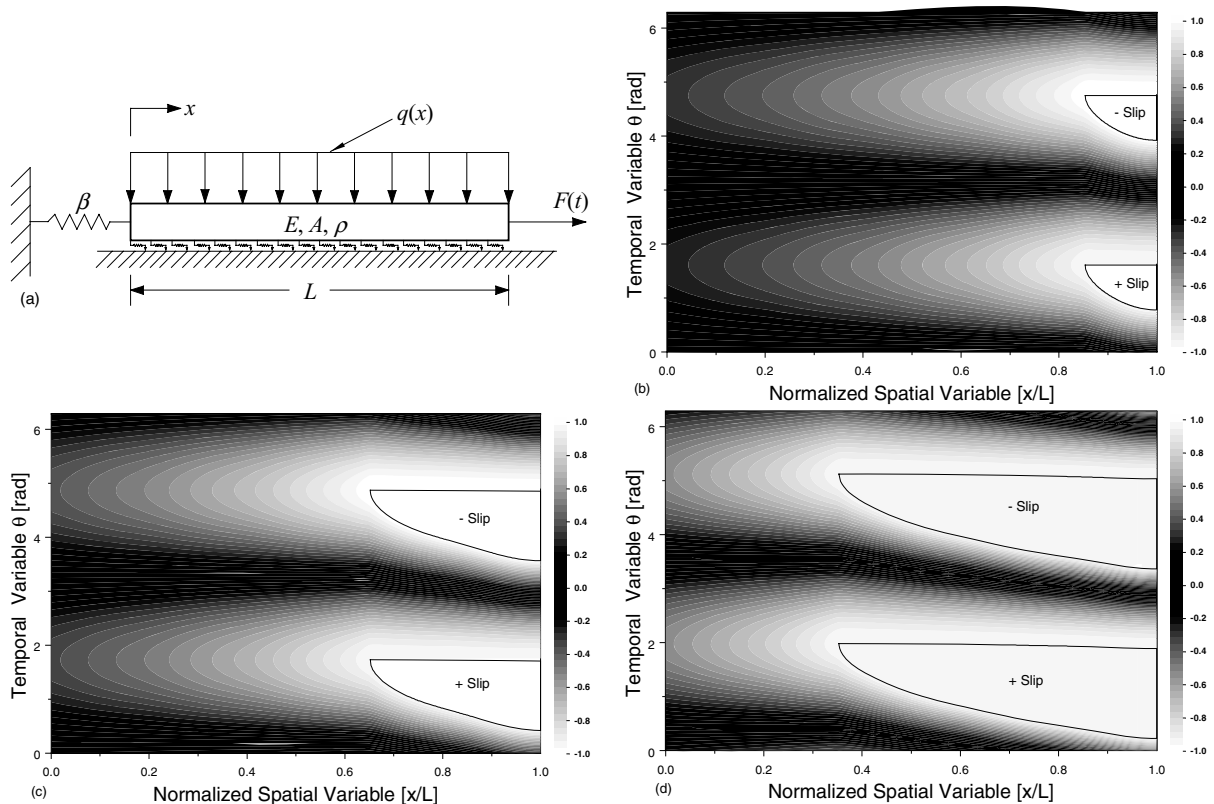 x
q(x)
β
F(t)
E, A, ρ
L
(a)
Temporal Variable θ [rad]
6
4
2
0
- Slip
+ Slip
0.0 0.2 0.4 0.6 0.8 1.0
Normalized Spatial Variable [x/L]
(b)
1.0
0.8
0.6
0.4
0.2
0.0
-0.2
-0.4
-0.6
-0.8
-1.0
Temporal Variable θ [rad]
6
4
2
0
- Slip
+ Slip
0.0 0.2 0.4 0.6 0.8 1.0
Normalized Spatial Variable [x/L]
(c)
1.0
0.8
0.6
0.4
0.2
0.0
-0.2
-0.4
-0.6
-0.8
-1.0
Temporal Variable θ [rad]
6
4
2
0
- Slip
+ Slip
0.0 0.2 0.4 0.6 0.8 1.0
Normalized Spatial Variable [x/L]
(d)
1.0
0.8
0.6
0.4
0.2
0.0
-0.2
-0.4
-0.6
-0.8
-1.0